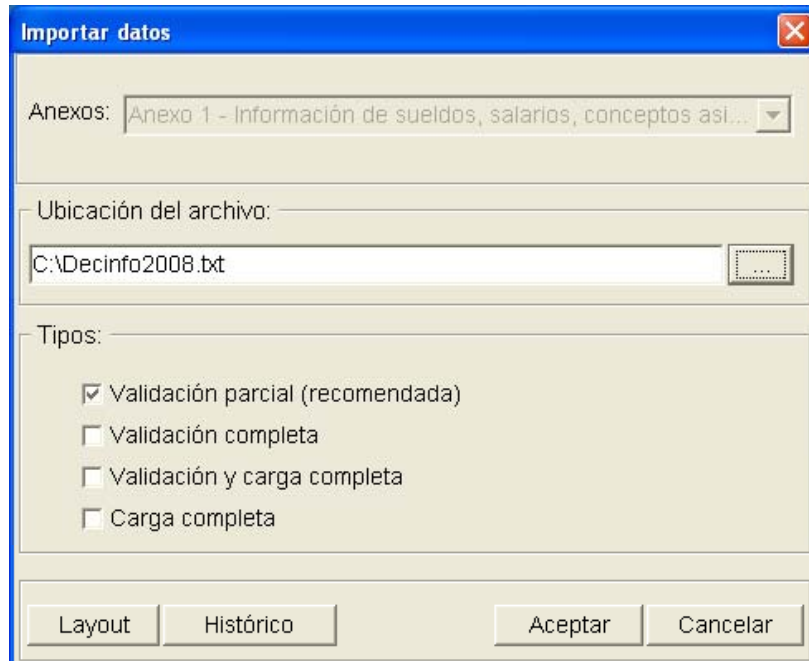 Importar datos
Anexos: Anexo 1 - Información de sueldos, salarios, conceptos asi...
Ubicación del archivo:
C:\Decinfo2008.txt ...
Tipos:
Validación parcial (recomendada)
Validación completa
Validación y carga completa
Carga completa
Layout Histórico Aceptar Cancelar